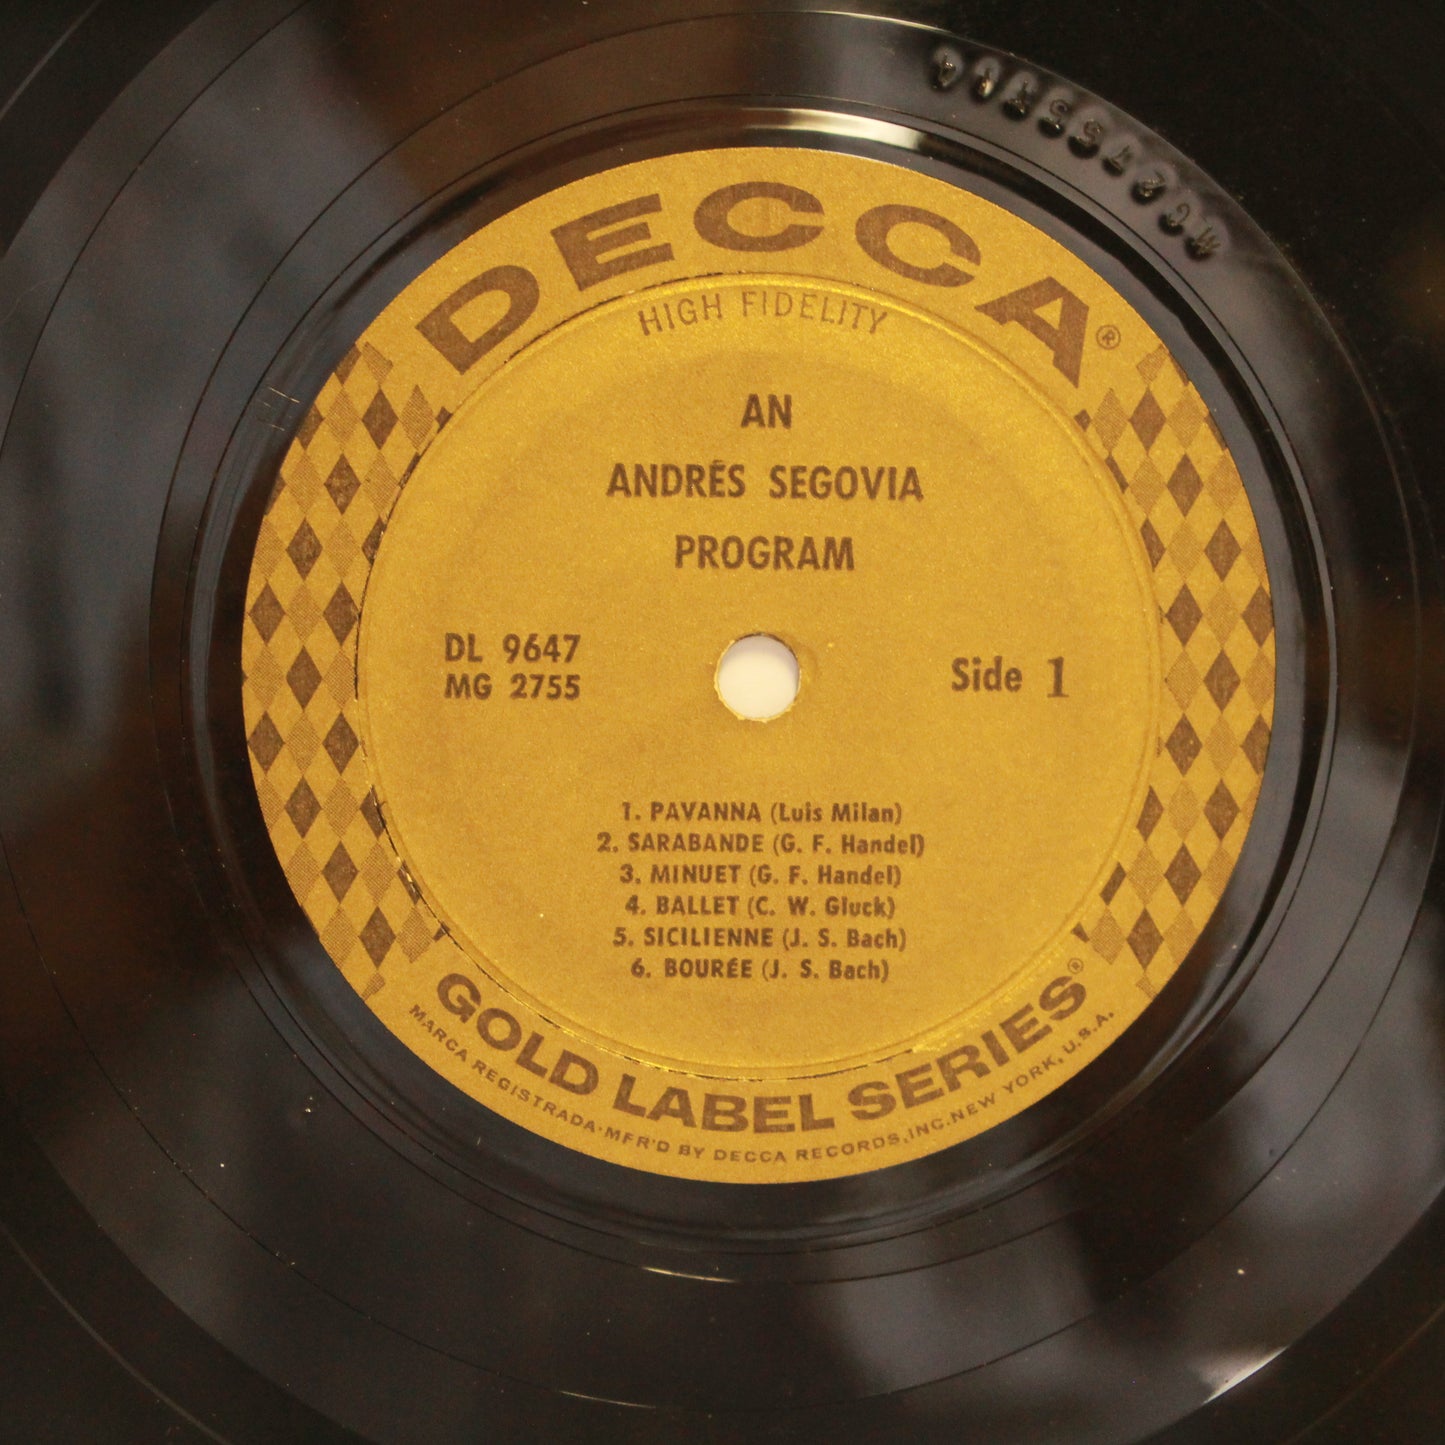 DECCA®
HIGH FIDELITY
AN
ANDRÉS SEGOVIA
PROGRAM
DL 9647
MG 2755
Side 1
1. PAVANNA (Luis Milan)
2. SARABANDE (G. F. Handel)
3. MINUET (G. F. Handel)
4. BALLET (C. W. Gluck)
5. SICILIENNE (J. S. Bach)
6. BOURÉE (J. S. Bach)
GOLD LABEL SERIES®
MARCA REGISTRADA·MFR'D BY DECCA RECORDS, INC. NEW YORK, U.S.A.